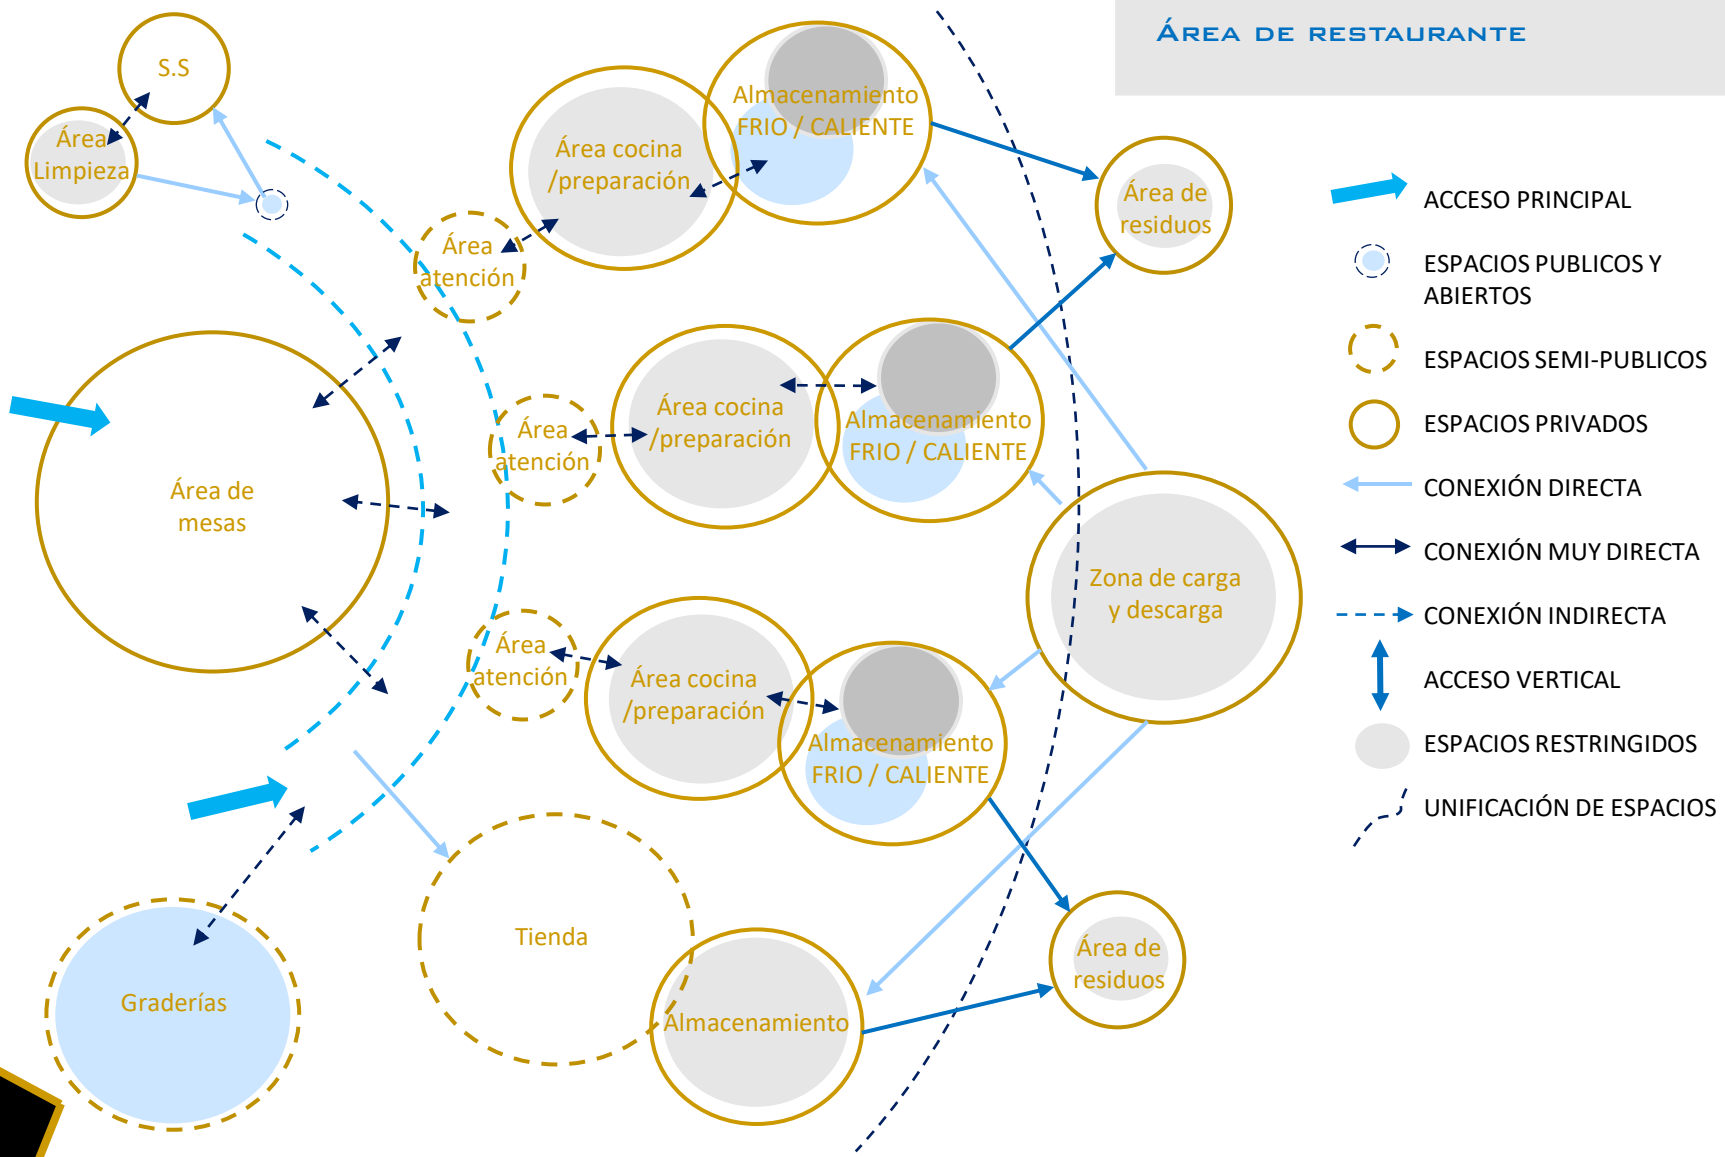 ÁREA DE RESTAURANTE
S.S
Área
Limpieza
Área cocina
/preparación
Almacenamiento
FRIO / CALIENTE
Área
atención
Área de
residuos
Área de
mesas
Área
atención
Área cocina
/preparación
Almacenamiento
FRIO / CALIENTE
Zona de carga
y descarga
Área
atención
Área cocina
/preparación
Almacenamiento
FRIO / CALIENTE
Tienda
Graderías
Almacenamiento
Área de
residuos
ACCESO PRINCIPAL
ESPACIOS PUBLICOS Y
ABIERTOS
ESPACIOS SEMI-PUBLICOS
ESPACIOS PRIVADOS
CONEXIÓN DIRECTA
CONEXIÓN MUY DIRECTA
CONEXIÓN INDIRECTA
ACCESO VERTICAL
ESPACIOS RESTRINGIDOS
UNIFICACIÓN DE ESPACIOS